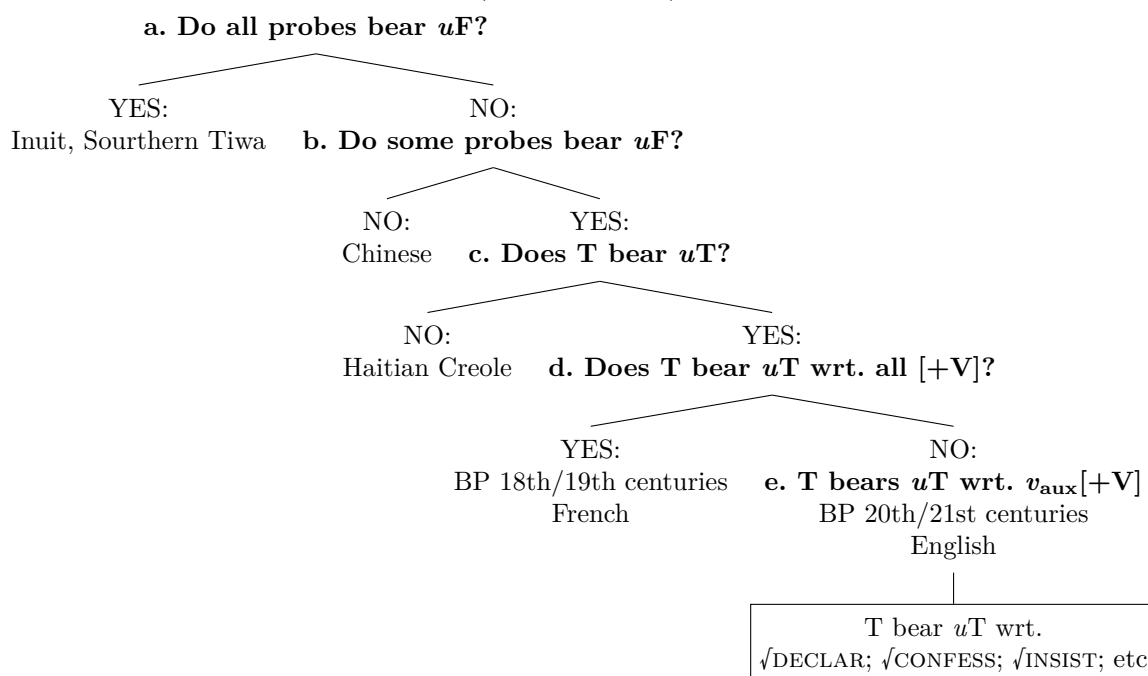 a. Do all probes bear uF?
YES: NO:
Inuit, Sourthern Tiwa b. Do some probes bear uF?
NO: YES:
Chinese c. Does T bear uT?
NO: YES:
Haitian Creole d. Does T bear uT wrt. all [+V]?
YES: NO:
BP 18th/19th centuries e. T bears uT wrt. vaux[+V]
French BP 20th/21st centuries
English
T bear uT wrt.
√DECLAR; √CONFESS; √INSIST; etc